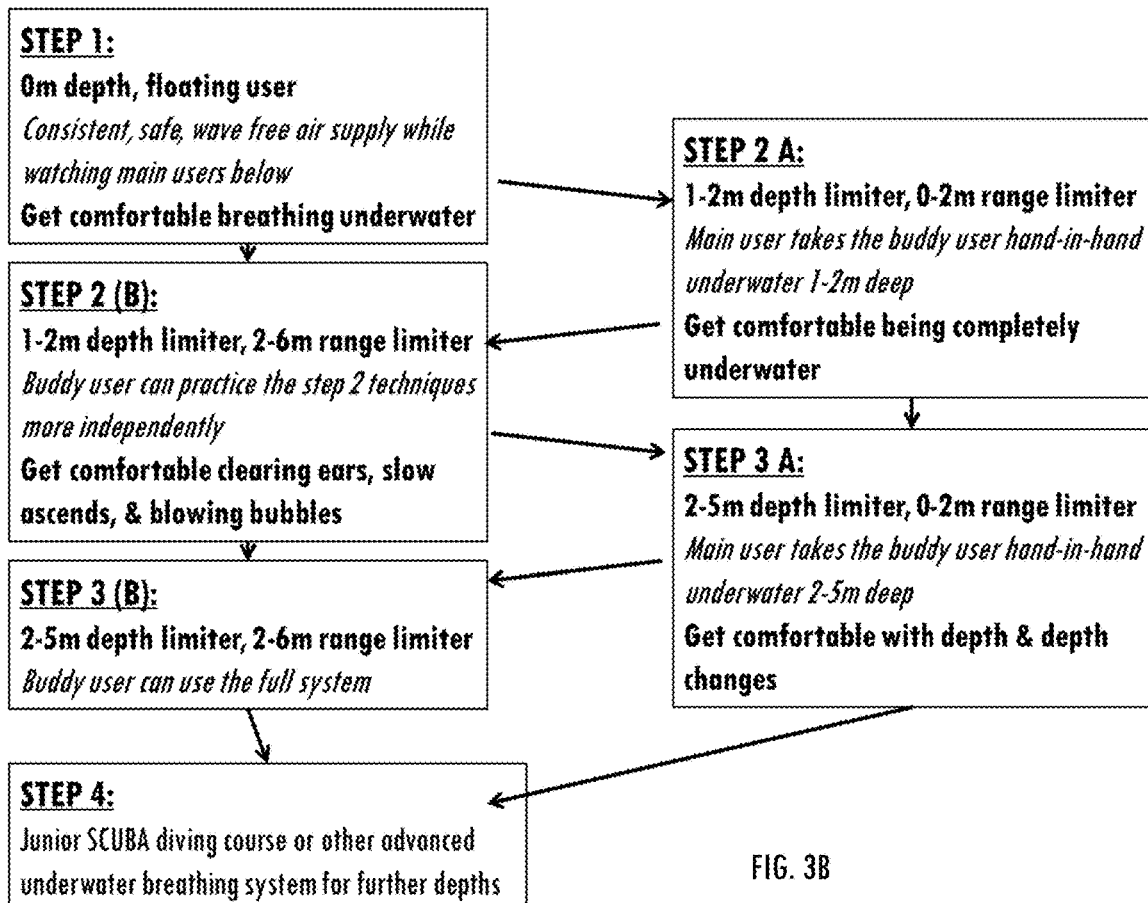 STEP 1:
0m depth, floating user
Consistent, safe, wave free air supply while
watching main users below
Get comfortable breathing underwater
STEP 2 A:
1-2m depth limiter, 0-2m range limiter
Main user takes the buddy user hand-in-hand
underwater 1-2m deep
Get comfortable being completely
underwater
STEP 2 (B):
1-2m depth limiter, 2-6m range limiter
Buddy user can practice the step 2 techniques
more independently
Get comfortable clearing ears, slow
ascends, & blowing bubbles
STEP 3 A:
2-5m depth limiter, 0-2m range limiter
Main user takes the buddy user hand-in-hand
underwater 2-5m deep
Get comfortable with depth & depth
changes
STEP 3 (B):
2-5m depth limiter, 2-6m range limiter
Buddy user can use the full system
STEP 4:
Junior SCUBA diving course or other advanced
underwater breathing system for further depths
FIG. 3B